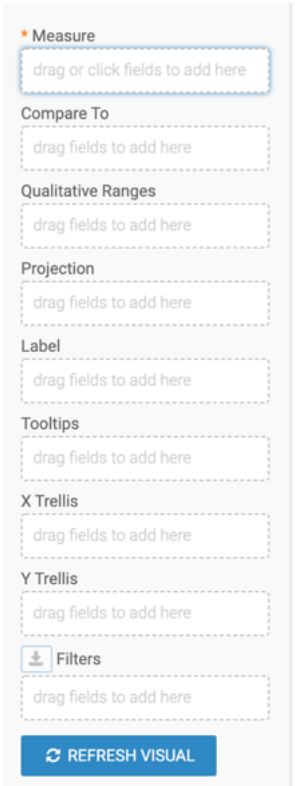 * Measure
drag or click fields to add here
Compare To
drag fields to add here
Qualitative Ranges
drag fields to add here
Projection
drag fields to add here
Label
drag fields to add here
Tooltips
drag fields to add here
X Trellis
drag fields to add here
Y Trellis
drag fields to add here
Filters
drag fields to add here
REFRESH VISUAL